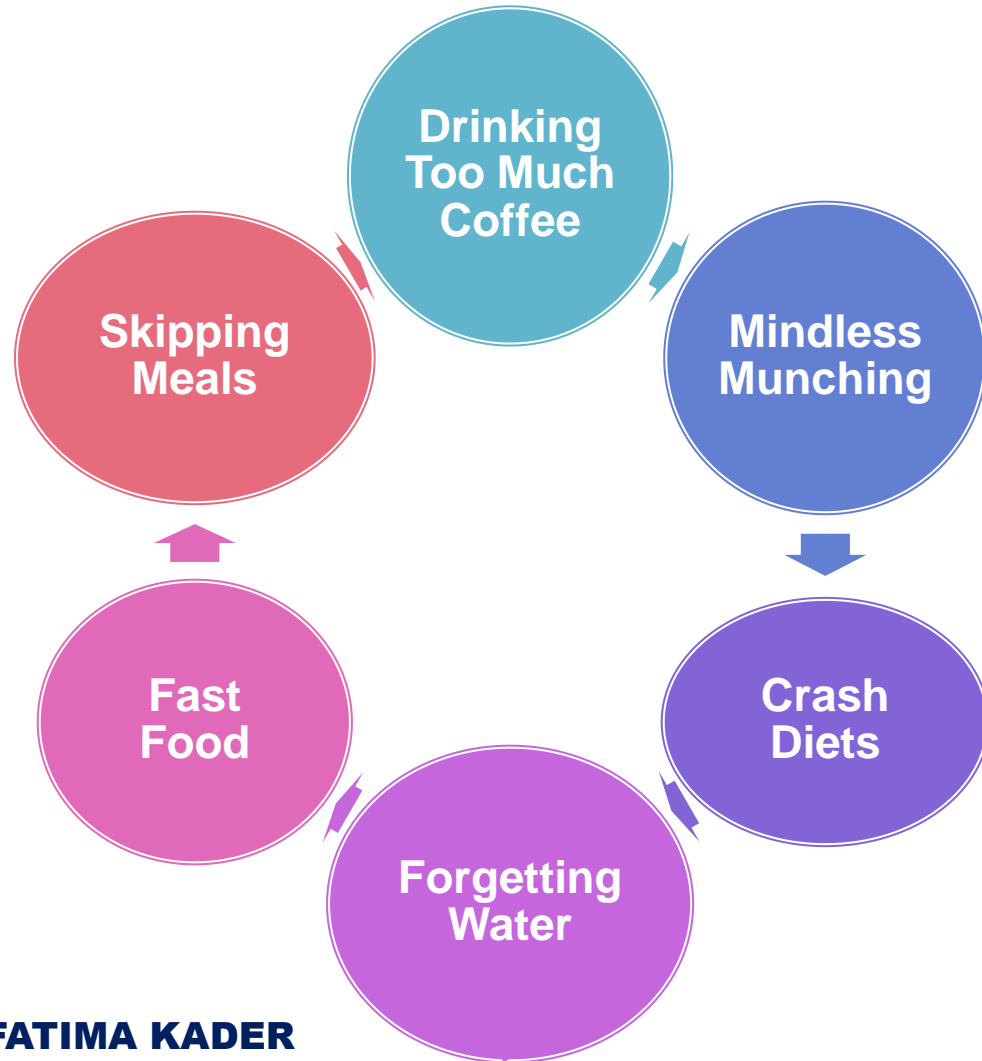 Drinking
Too Much
Coffee
Mindless
Munching
Crash
Diets
Forgetting
Water
Fast
Food
Skipping
Meals
FATIMA KADER